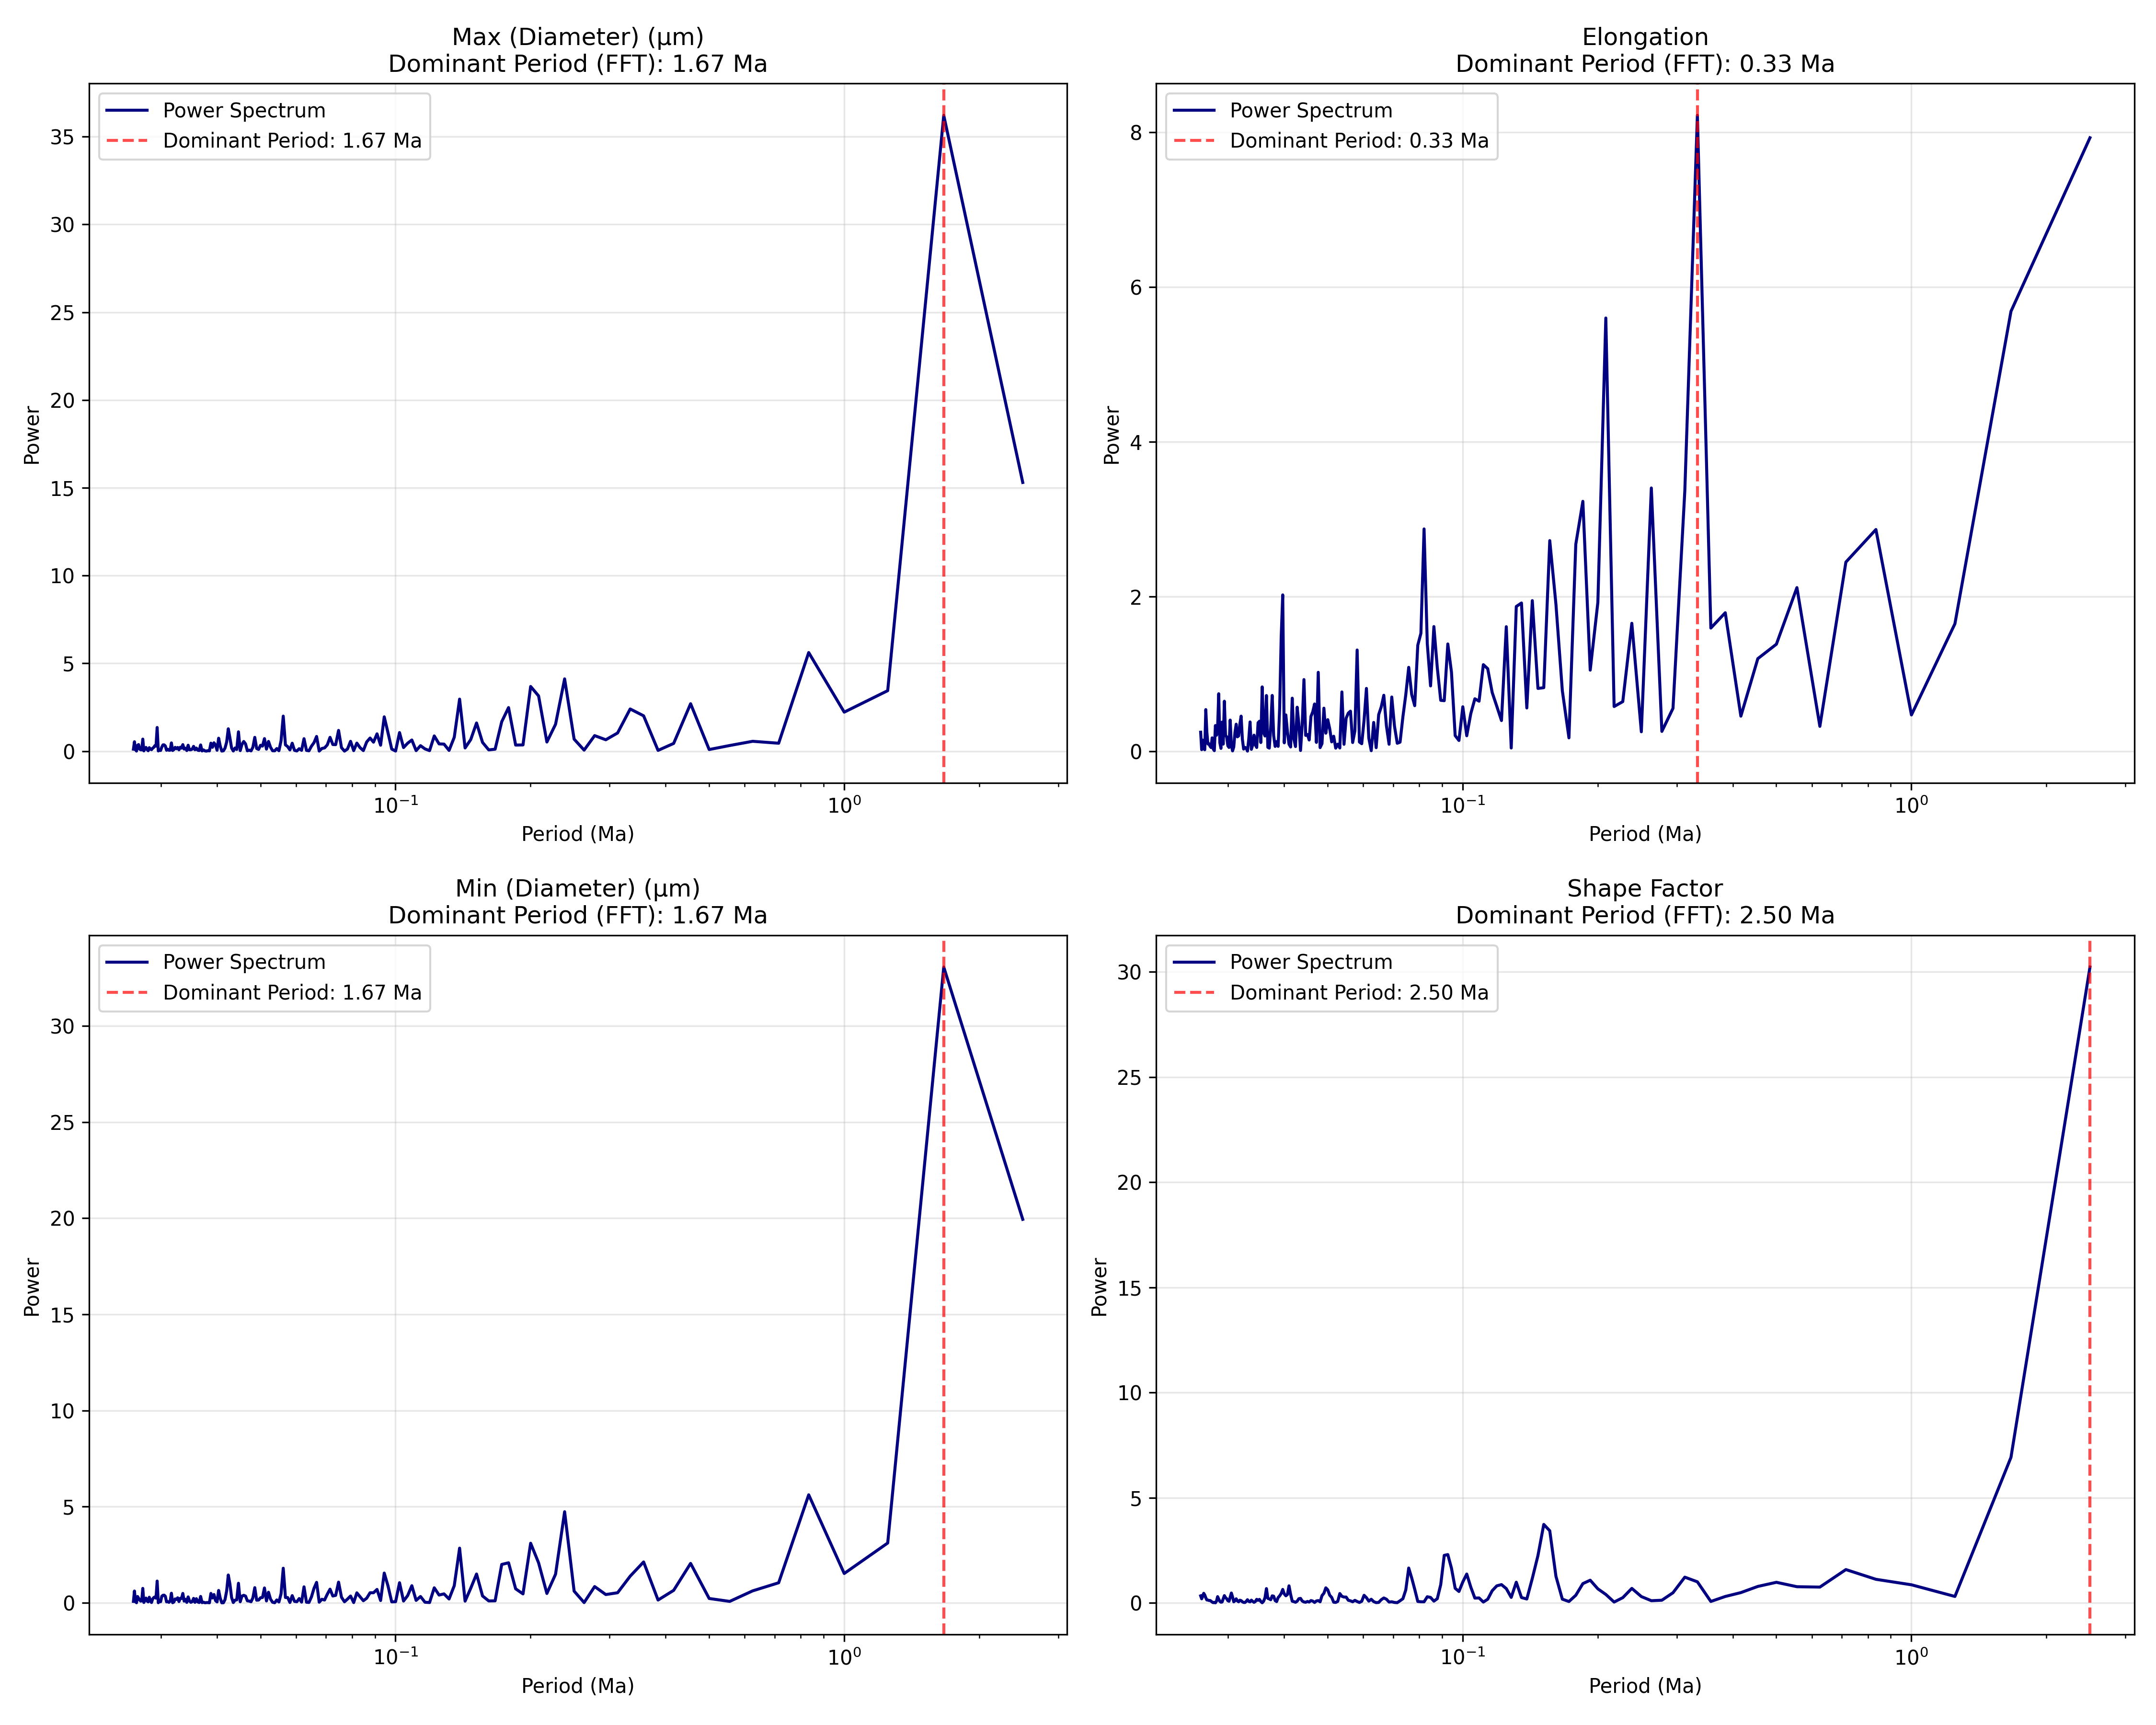 Max (Diameter) (µm)
Dominant Period (FFT): 1.67 Ma
Power Spectrum
Dominant Period: 1.67 Ma
35
30
25
20
15
10
5
0
Power
10⁻¹
10⁰
Period (Ma)
Elongation
Dominant Period (FFT): 0.33 Ma
Power Spectrum
Dominant Period: 0.33 Ma
8
6
4
2
0
Power
10⁻¹
10⁰
Period (Ma)
Min (Diameter) (µm)
Dominant Period (FFT): 1.67 Ma
Power Spectrum
Dominant Period: 1.67 Ma
30
25
20
15
10
5
0
Power
10⁻¹
10⁰
Period (Ma)
Shape Factor
Dominant Period (FFT): 2.50 Ma
Power Spectrum
Dominant Period: 2.50 Ma
30
25
20
15
10
5
0
Power
10⁻¹
10⁰
Period (Ma)